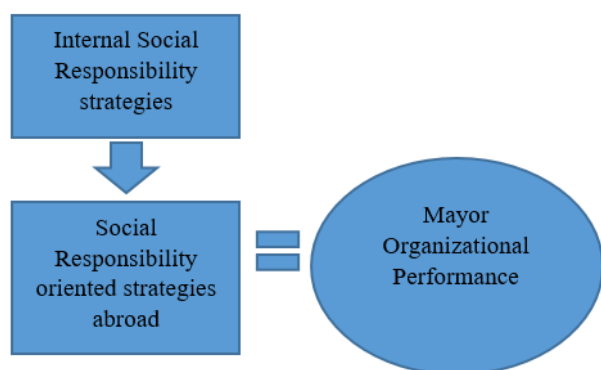 Internal Social
Responsibility
strategies
Social
Responsibility
oriented strategies
abroad
Mayor
Organizational
Performance